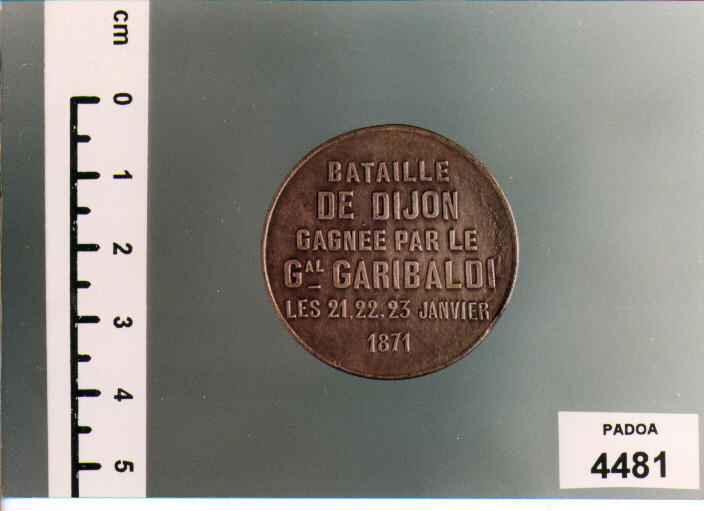 cm
0
1
2
3
4
5
BATAILLE
DE DIJON
GAGNÉE PAR LE
GAL GARIBALDI
LES 21, 22, 23 JANVIER
1871
PADOA
4481